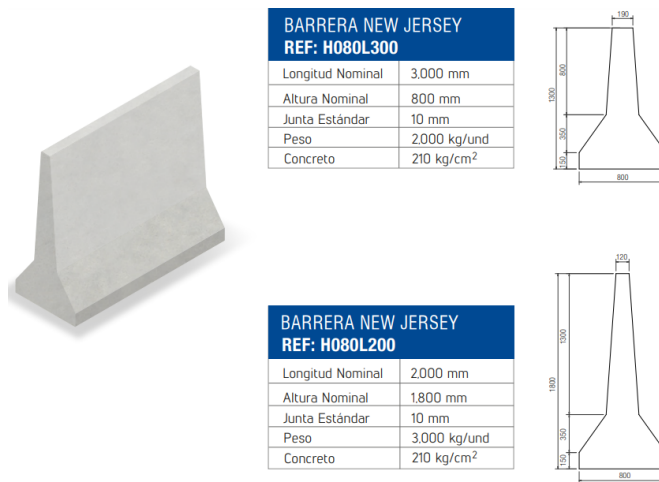 BARRERA NEW JERSEY
REF: H080L300
Longitud Nominal 3.000 mm
Altura Nominal 800 mm
Junta Estándar 10 mm
Peso 2.000 kg/und
Concreto 210 kg/cm²
190
1300
800
350
150
800
BARRERA NEW JERSEY
REF: H080L200
Longitud Nominal 2.000 mm
Altura Nominal 1.800 mm
Junta Estándar 10 mm
Peso 3.000 kg/und
Concreto 210 kg/cm²
120
1300
1800
350
150
800